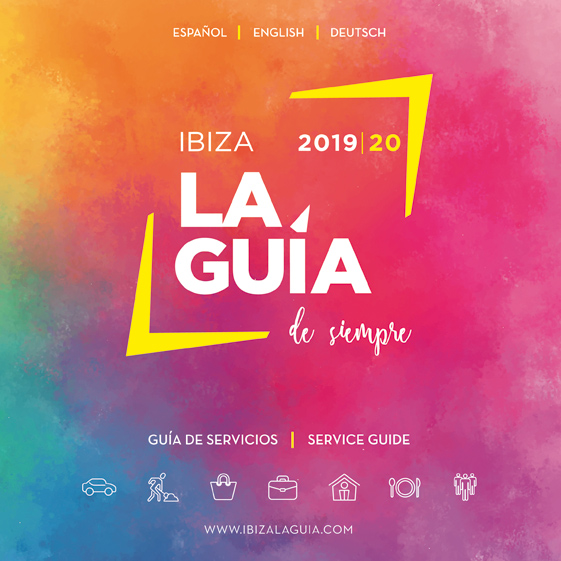 ESPAÑOL | ENGLISH | DEUTSCH
IBIZA 2019|20
LA
GUÍA
de siempre
GUÍA DE SERVICIOS | SERVICE GUIDE
WWW.IBIZALAGUIA.COM